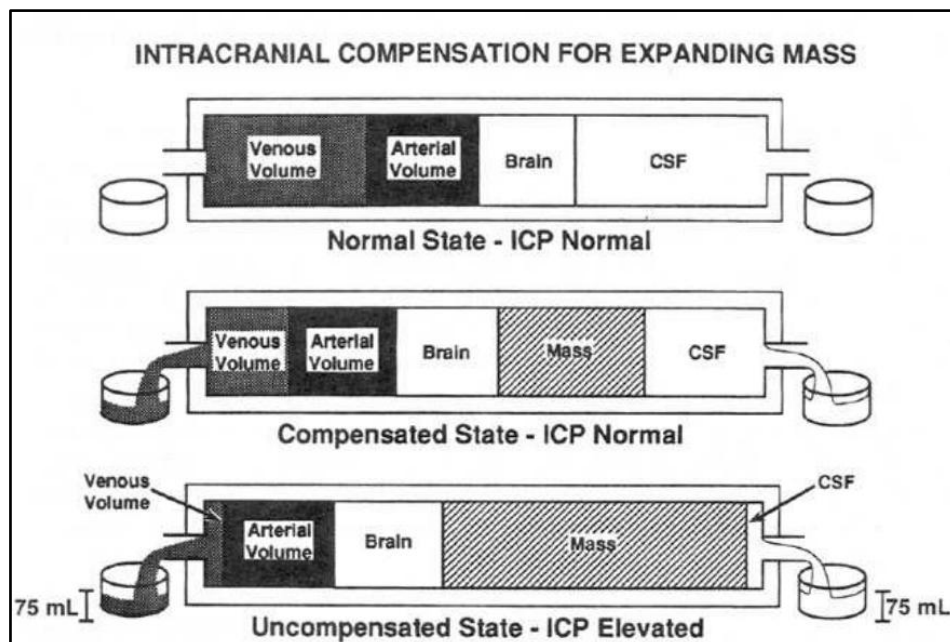 INTRACRANIAL COMPENSATION FOR EXPANDING MASS
Venous Volume
Arterial Volume
Brain
CSF
Normal State - ICP Normal
Venous Volume
Arterial Volume
Brain
Mass
CSF
Compensated State - ICP Normal
Venous Volume
CSF
Arterial Volume
Brain
Mass
75 mL
75 mL
Uncompensated State - ICP Elevated